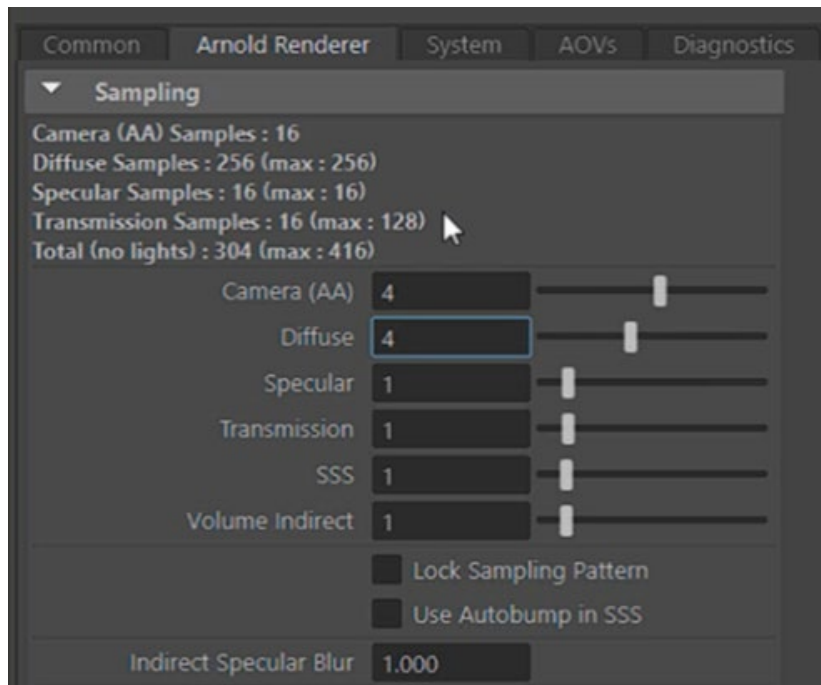 Common Arnold Renderer System AOVs Diagnostics
Sampling
Camera (AA) Samples : 16
Diffuse Samples : 256 (max : 256)
Specular Samples : 16 (max : 16)
Transmission Samples : 16 (max : 128)
Total (no lights) : 304 (max : 416)
Camera (AA) 4
Diffuse 4
Specular 1
Transmission 1
SSS 1
Volume Indirect 1
Lock Sampling Pattern
Use Autobump in SSS
Indirect Specular Blur 1.000